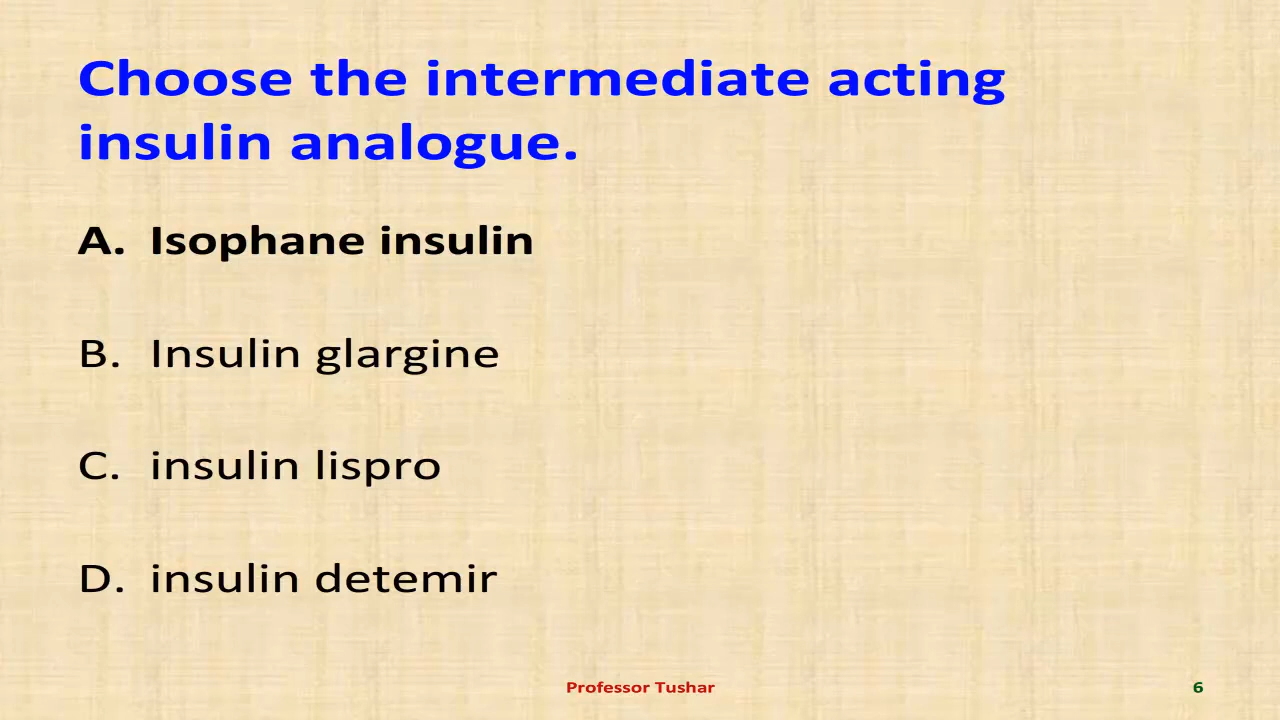 Choose the intermediate acting
insulin analogue.
A. Isophane insulin
B. Insulin glargine
C. insulin lispro
D. insulin detemir
Professor Tushar 6